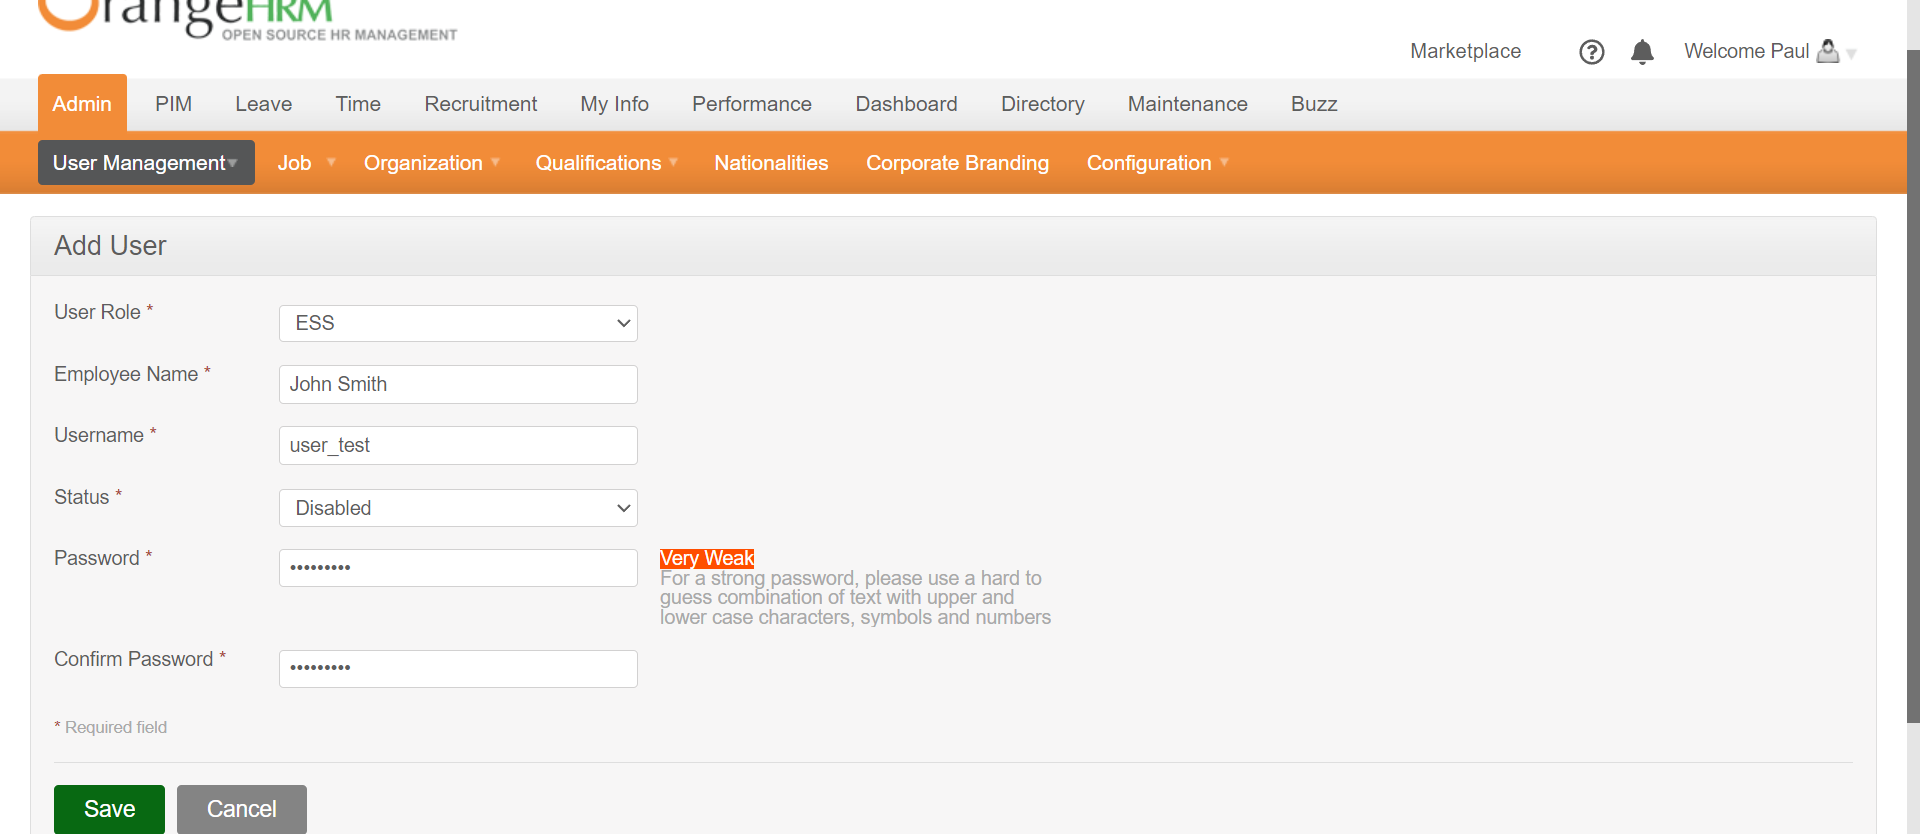 OrangeHRM
OPEN SOURCE HR MANAGEMENT
Marketplace ? Welcome Paul
Admin PIM Leave Time Recruitment My Info Performance Dashboard Directory Maintenance Buzz
User Management Job Organization Qualifications Nationalities Corporate Branding Configuration
Add User
User Role * ESS
Employee Name * John Smith
Username * user_test
Status * Disabled
Password * ••••••••• Very Weak
For a strong password, please use a hard to
guess combination of text with upper and
lower case characters, symbols and numbers
Confirm Password * •••••••••
* Required field
Save Cancel